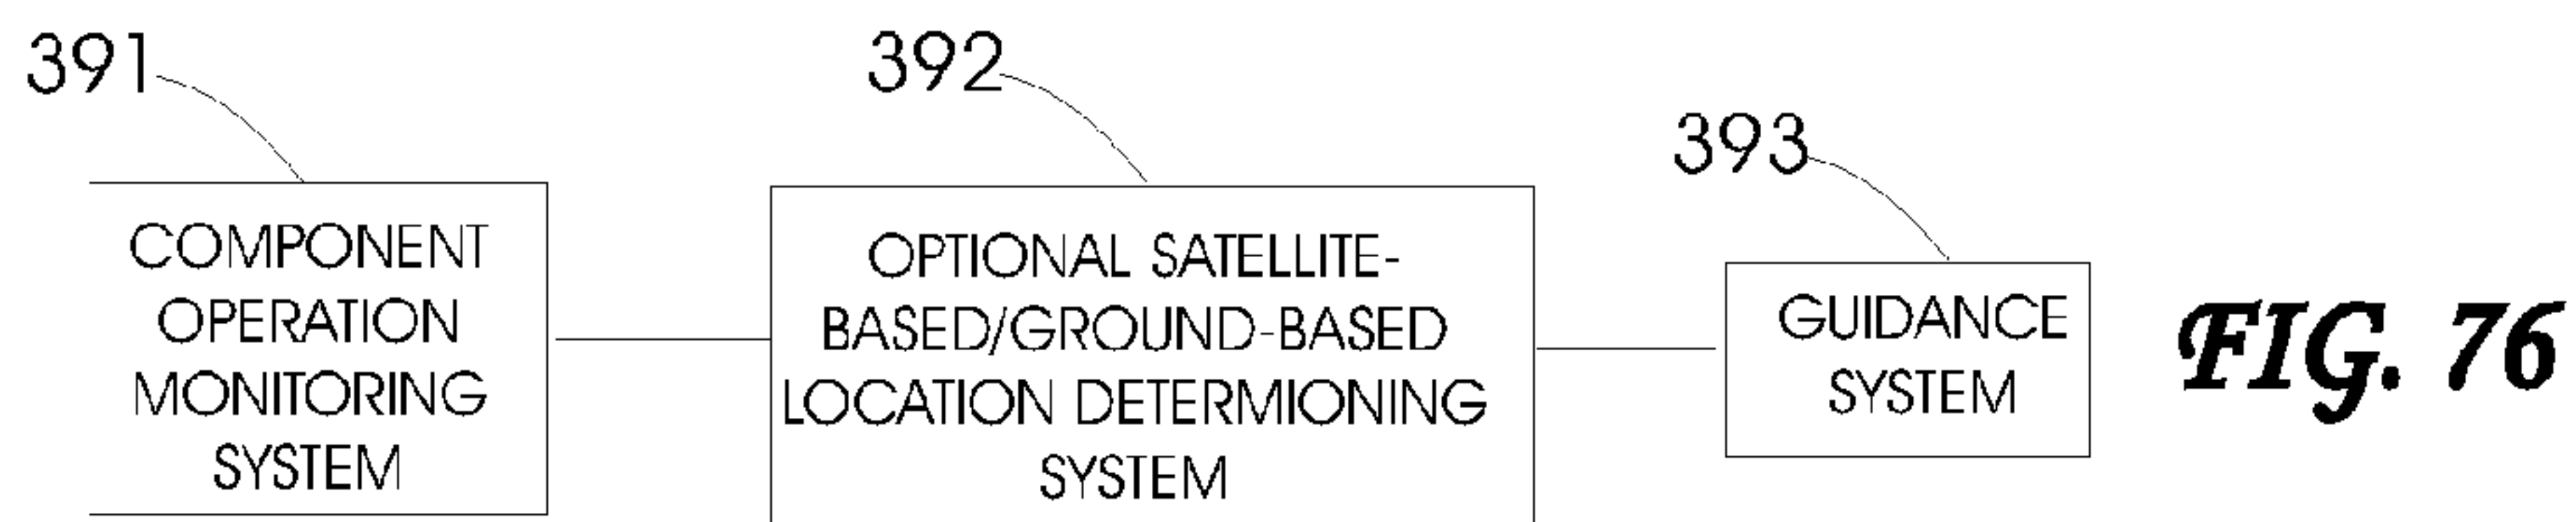 391
COMPONENT
OPERATION
MONITORING
SYSTEM
392
OPTIONAL SATELLITE-
BASED/GROUND-BASED
LOCATION DETERMIONING
SYSTEM
393
GUIDANCE
SYSTEM
FIG. 76